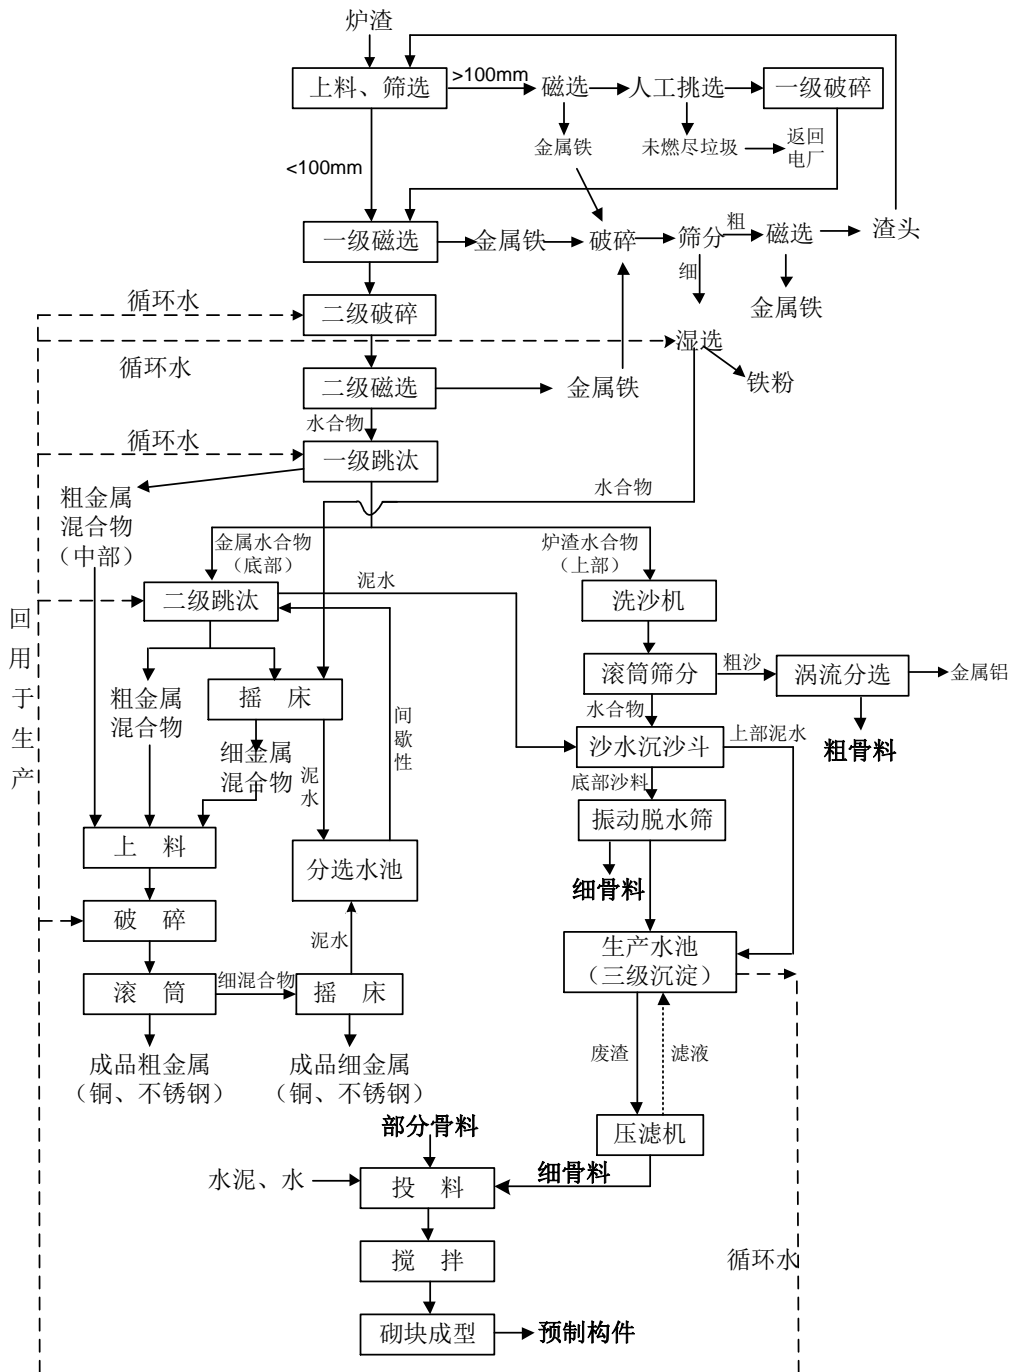 炉渣
上料、筛选
>100mm
磁选
人工挑选
一级破碎
金属铁
未燃尽垃圾
返回
电厂
<100mm
一级磁选
金属铁
破碎
筛分
粗
磁选
渣头
细
金属铁
循环水
二级破碎
湿选
循环水
二级磁选
金属铁
铁粉
水合物
循环水
一级跳汰
粗金属
混合物
（中部）
水合物
金属水合物
（底部）
炉渣水合物
（上部）
二级跳汰
泥水
洗沙机
回用于生产
滚筒筛分
粗沙
涡流分选
金属铝
粗金属
混合物
摇 床
间歇性
水合物
细金属
混合物
泥水
沙水沉沙斗
上部泥水
粗骨料
底部沙料
振动脱水筛
上 料
分选水池
细骨料
破 碎
泥水
生产水池
（三级沉淀）
滚 筒
细混合物
摇 床
成品粗金属
（铜、不锈钢）
成品细金属
（铜、不锈钢）
废渣
滤液
部分骨料
压滤机
水泥、水
投 料
细骨料
搅 拌
循环水
砌块成型
预制构件